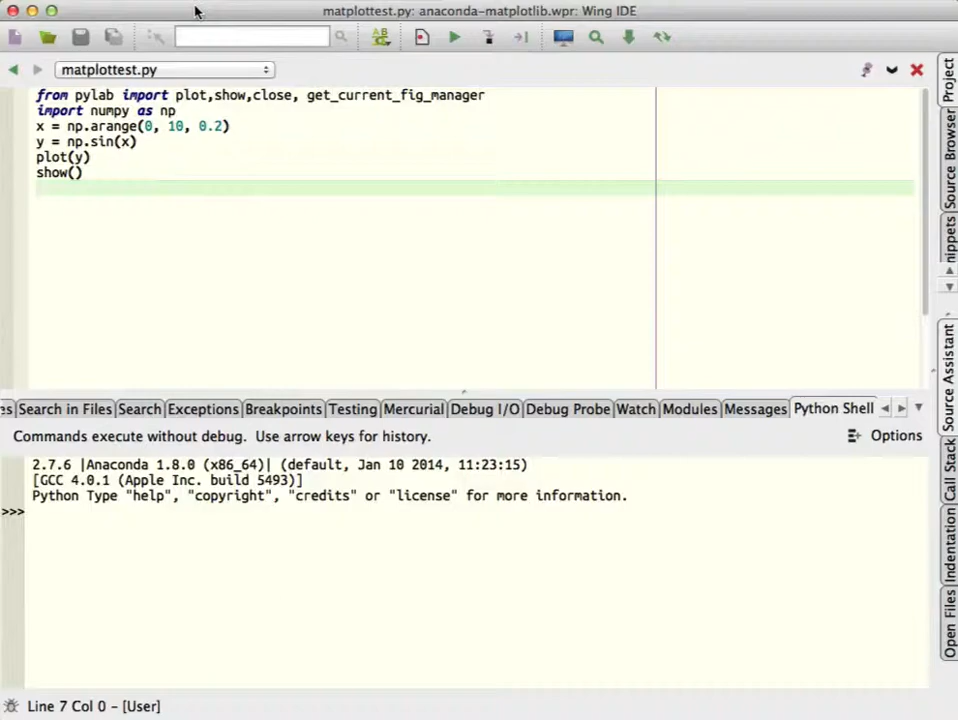 matplottest.py: anaconda-matplotlib.wpr: Wing IDE
matplottest.py
from pylab import plot,show,close, get_current_fig_manager
import numpy as np
x = np.arange(0, 10, 0.2)
y = np.sin(x)
plot(y)
show()
Project
Source Browser
nippets
Source Assistant
Call Stack
Indentation
Open Files
es
Search in Files
Search
Exceptions
Breakpoints
Testing
Mercurial
Debug I/O
Debug Probe
Watch
Modules
Messages
Python Shell
Commands execute without debug.  Use arrow keys for history.
Options
2.7.6 |Anaconda 1.8.0 (x86_64)| (default, Jan 10 2014, 11:23:15)
[GCC 4.0.1 (Apple Inc. build 5493)]
Python Type "help", "copyright", "credits" or "license" for more information.
>>>
Line 7 Col 0 – [User]